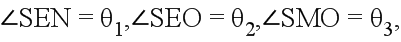 ∠SEN = θ₁,∠SEO = θ₂,∠SMO = θ₃,